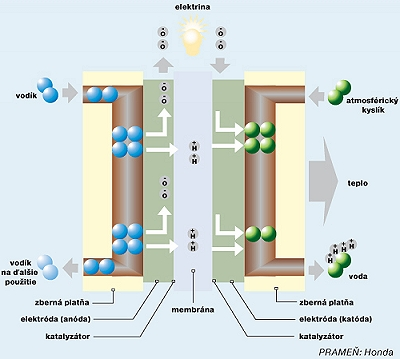 elektrina
vodík
atmosférický
kyslík
teplo
vodík
na ďalšio
použitie
voda
zberná platňa
elektróda (anóda)
katalyzátor
membrána
zberná platňa
elektróda (katóda)
katalyzátor
- O
- O
- O
- O
- O
- O
- O
- O
+ H
+ H
+ H
+ H
+ H
+ H
+ H
+ H
PRAMEŇ: Honda